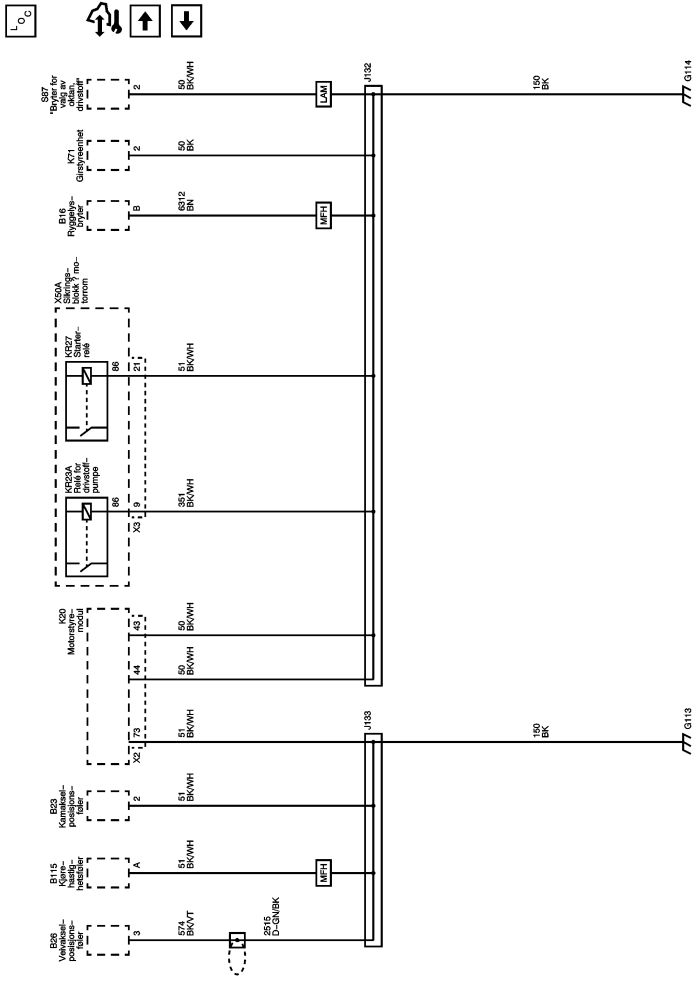 LOC
S87
"Bryter for
valg av
oktan,
drivstoff"
2
50
BK/WH
LAM
J132
150
BK
G114
K71
Girstyreenhet
2
50
BK
B16
Ryggelys–
bryter
B
6312
BN
MFH
X50A
Sikrings–
blokk ? mo–
torrom
KR27
Starter–
relé
86
21
51
BK/WH
KR23A
Relé for
drivstoff–
pumpe
86
9
X3
351
BK/WH
K20
Motorstyre–
modul
43
50
BK/WH
44
50
BK/WH
73
X2
51
BK/WH
J133
150
BK
G113
B23
Kamaksel–
posisjons–
føler
2
51
BK/WH
B115
Kjøre–
hastig–
hetsføler
A
51
BK/WH
MFH
B26
Veivaksel–
posisjons–
føler
3
574
BK/VT
2515
D–GN/BK